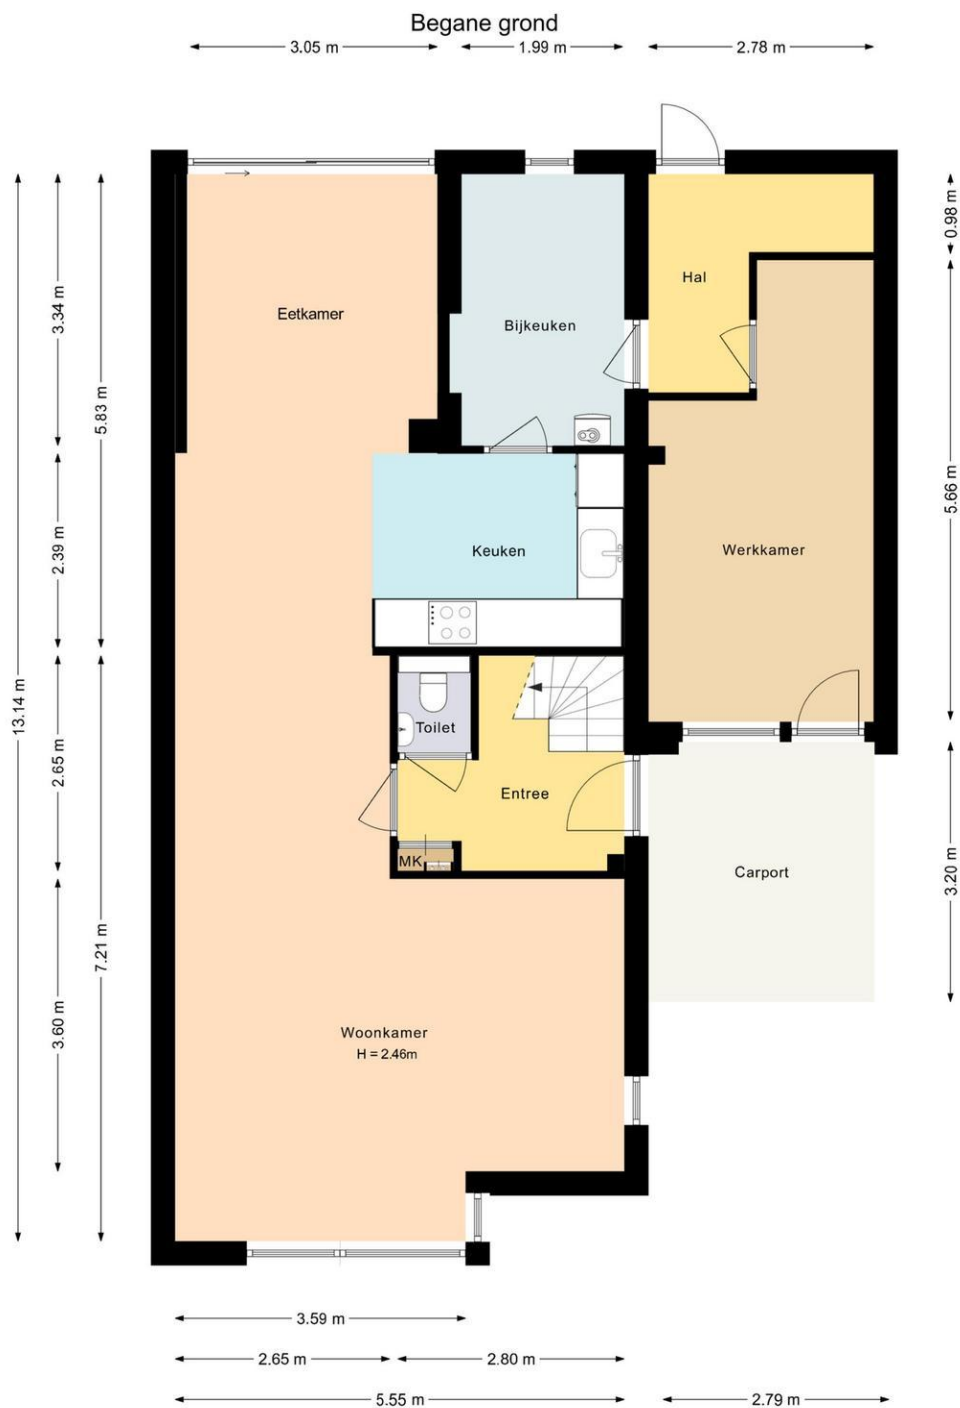 Begane grond
3.05 m
1.99 m
2.78 m
0.98 m
3.34 m
5.83 m
Hal
Eetkamer
Bijkeuken
5.66 m
2.39 m
Keuken
Werkkamer
13.14 m
2.65 m
Toilet
Entree
MK
Carport
3.20 m
7.21 m
3.60 m
Woonkamer
H = 2.46m
3.59 m
2.65 m
2.80 m
5.55 m
2.79 m